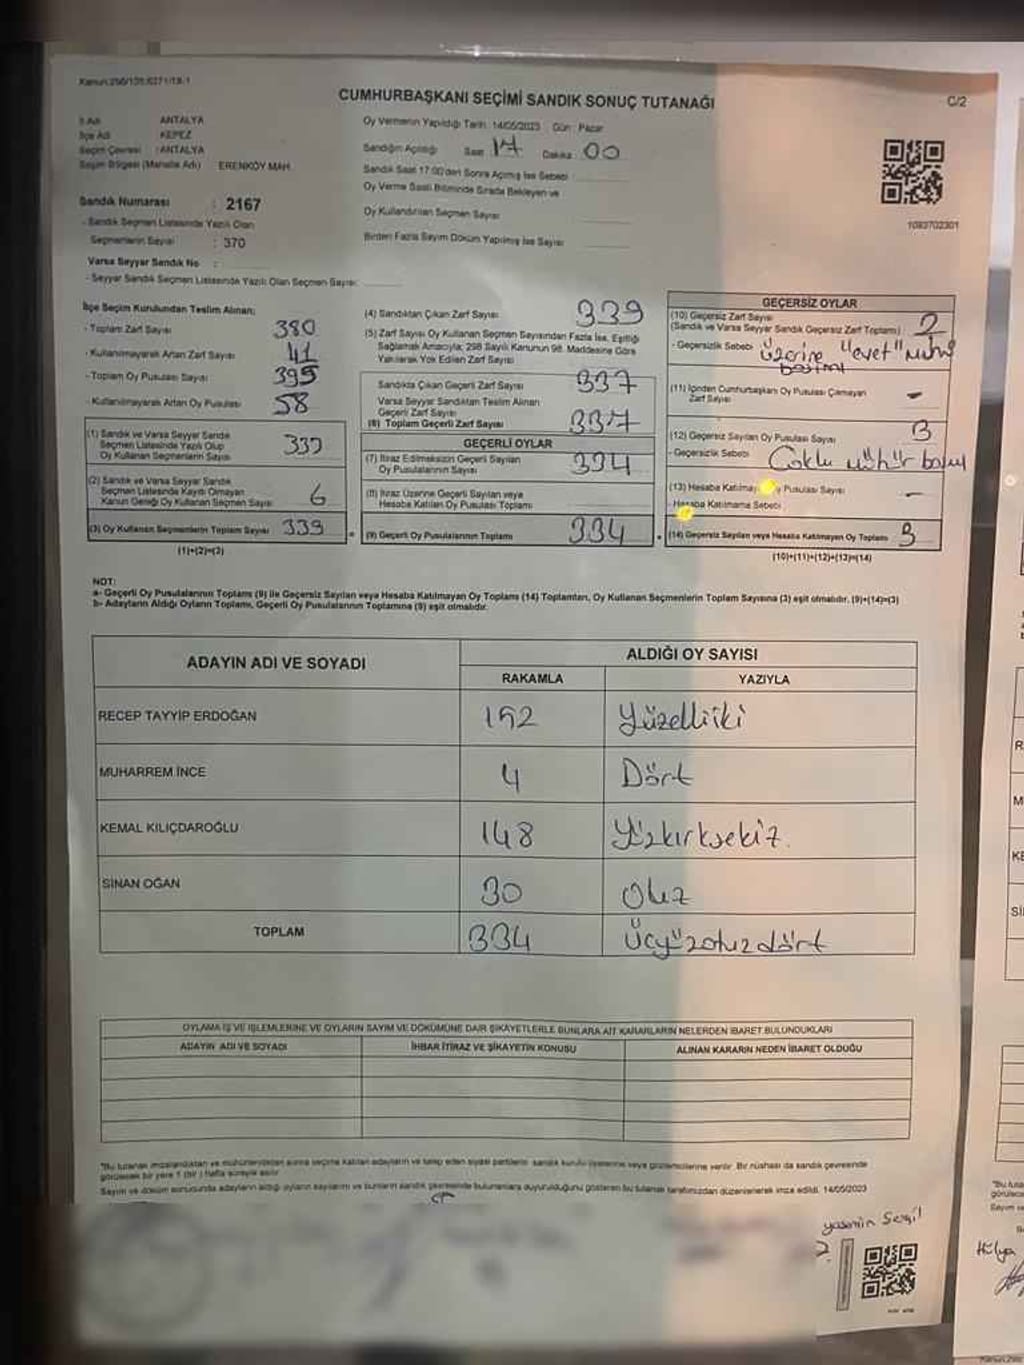 Kanun:298/105;6271/18-1
C/2
CUMHURBAŞKANI SEÇİMİ SANDIK SONUÇ TUTANAĞI
İl Adı ANTALYA
İlçe Adı KEPEZ
Seçim Çevresi : ANTALYA
Seçim Bölgesi (Mahalle Adı) ERENKÖY MAH.
Sandık Numarası : 2167
- Sandık Seçmen Listesinde Yazılı Olan
Seçmenlerin Sayısı : 370
Varsa Seyyar Sandık No :
- Seyyar Sandık Seçmen Listesinde Yazılı Olan Seçmen Sayısı:
Oy Vermenin Yapıldığı Tarih: 14/05/2023 Gün : Pazar
Sandığın Açıldığı Saat 17 Dakika 00
Sandık Saat 17:00'den Sonra Açılmış İse Sebebi :
Oy Verme Saati Bitiminde Sırada Bekleyen ve
Oy Kullandırılan Seçmen Sayısı
Birden Fazla Sayım Döküm Yapılmış İse Sayısı
1093702301
İlçe Seçim Kurulundan Teslim Alınan;
- Toplam Zarf Sayısı 380
- Kullanılmayarak Artan Zarf Sayısı 41
- Toplam Oy Pusulası Sayısı 395
- Kullanılmayarak Artan Oy Pusulası 58
(1) Sandık ve Varsa Seyyar Sandık
Seçmen Listesinde Yazılı Olup
Oy Kullanan Seçmenlerin Sayısı 333
(2) Sandık ve Varsa Seyyar Sandık
Seçmen Listesinde Kaydı Olmayan
Kanun Gereği Oy Kullanan Seçmen Sayısı 6
(3) Oy Kullanan Seçmenlerin Toplam Sayısı 339
(1)+(2)=(3)
(4) Sandıktan Çıkan Zarf Sayısı 339
(5) Zarf Sayısı Oy Kullanan Seçmen Sayısından Fazla İse, Eşitliği
Sağlamak Amacıyla; 298 Sayılı Kanunun 98. Maddesine Göre
Yakılarak Yok Edilen Zarf Sayısı
Sandıkta Çıkan Geçerli Zarf Sayısı 337
Varsa Seyyar Sandıktan Teslim Alınan
Geçerli Zarf Sayısı
(6) Toplam Geçerli Zarf Sayısı 337
GEÇERLİ OYLAR
(7) İtiraz Edilmeksizin Geçerli Sayılan
Oy Pusulalarının Sayısı 334
(8) İtiraz Üzerine Geçerli Sayılan veya
Hesaba Katılan Oy Pusulası Toplamı
(9) Geçerli Oy Pusulalarının Toplamı 334
GEÇERSİZ OYLAR
(10) Geçersiz Zarf Sayısı
(Sandık ve Varsa Seyyar Sandık Geçersiz Zarf Toplamı) 2
- Geçersizlik Sebebi üzerine "evet" mührü
basımı
(11) İçinden Cumhurbaşkanı Oy Pusulası Çıkmayan
Zarf Sayısı -
(12) Geçersiz Sayılan Oy Pusulası Sayısı 3
- Geçersizlik Sebebi Çoklu mühür basımı
(13) Hesaba Katılmay Pusulası Sayısı -
- Hesaba Katılmama Sebebi
(14) Geçersiz Sayılan veya Hesaba Katılmayan Oy Toplamı 3
(10)+(11)+(12)+(13)=(14)
NOT:
a- Geçerli Oy Pusulalarının Toplamı (9) ile Geçersiz Sayılan veya Hesaba Katılmayan Oy Toplamı (14) Toplamları, Oy Kullanan Seçmenlerin Toplam Sayısına (3) eşit olmalıdır. (9)+(14)=(3)
b- Adayların Aldığı Oyların Toplamı, Geçerli Oy Pusulalarının Toplamına (9) eşit olmalıdır.
ADAYIN ADI VE SOYADI ALDIĞI OY SAYISI
RAKAMLA YAZIYLA
RECEP TAYYİP ERDOĞAN 152 Yüzelliiki
MUHARREM İNCE 4 Dört
KEMAL KILIÇDAROĞLU 148 Yüzkırksekiz
SİNAN OĞAN 30 Otuz
TOPLAM 334 Üçyüzotuzdört
OYLAMA İŞ VE İŞLEMLERİNE VE OYLARIN SAYIM VE DÖKÜMÜNE DAİR ŞİKAYETLERLE BUNLARA AİT KARARLARIN NELERDEN İBARET BULUNDUKLARI
ADAYIN ADI VE SOYADI İHBAR İTİRAZ VE ŞİKAYETİN KONUSU ALINAN KARARIN NEDEN İBARET OLDUĞU
"Bu tutanak imzalandıktan ve mühürlendikten sonra seçime katılan adayların ve talep eden siyasi partilerin sandık kurulu üyelerine veya gözlemcilerine verilir. Bir nüshası da sandık çevresinde
görülecek bir yere 1 (bir) hafta süreyle asılır.
Sayım ve döküm sonucunda adayların aldığı oyların sayılarını ve bunların sandık çevresinde bulunanlara duyurulduğunu gösteren bu tutanak tarafımızdan düzenlenerek imza edildi. 14/05/2023
yasemin Sergil
Hülya